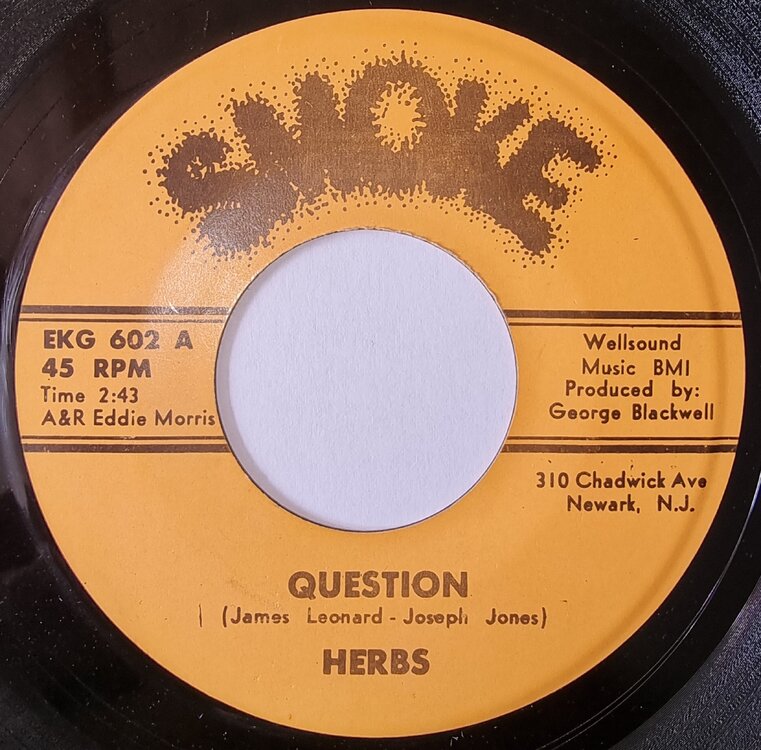 SMOKE
EKG 602 A
45 RPM
Time 2:43
A&R Eddie Morris
Wellsound
Music BMI
Produced by:
George Blackwell
310 Chadwick Ave
Newark, N.J.
QUESTION
(James Leonard - Joseph Jones)
HERBS